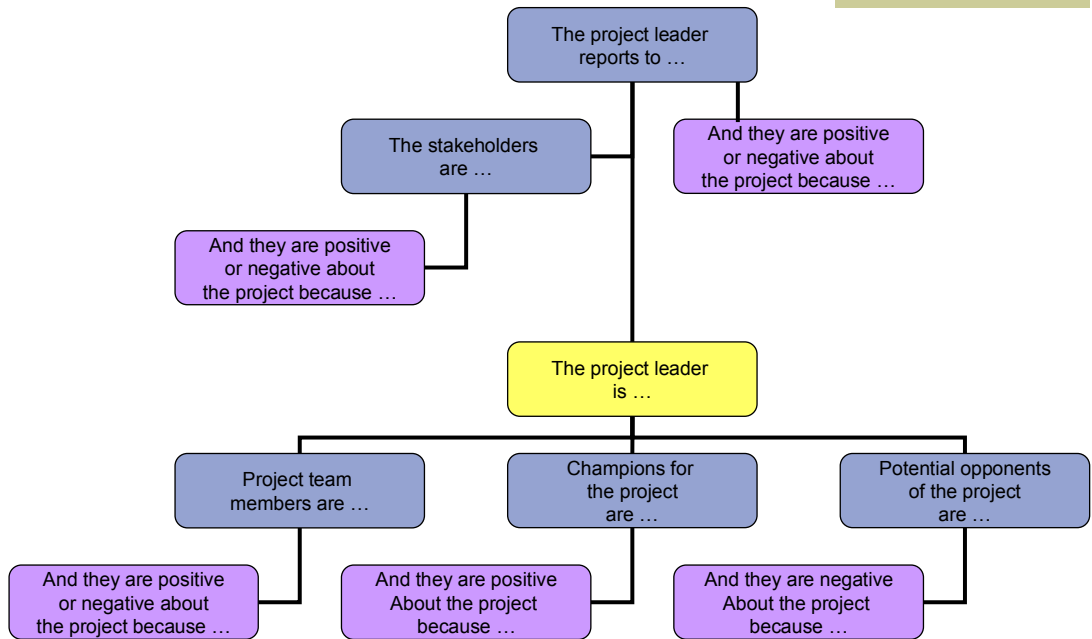 The project leader
reports to …
The stakeholders
are …
And they are positive
or negative about
the project because …
And they are positive
or negative about
the project because …
The project leader
is …
Project team
members are …
Champions for
the project
are …
Potential opponents
of the project
are …
And they are positive
or negative about
the project because …
And they are positive
About the project
because …
And they are negative
About the project
because …